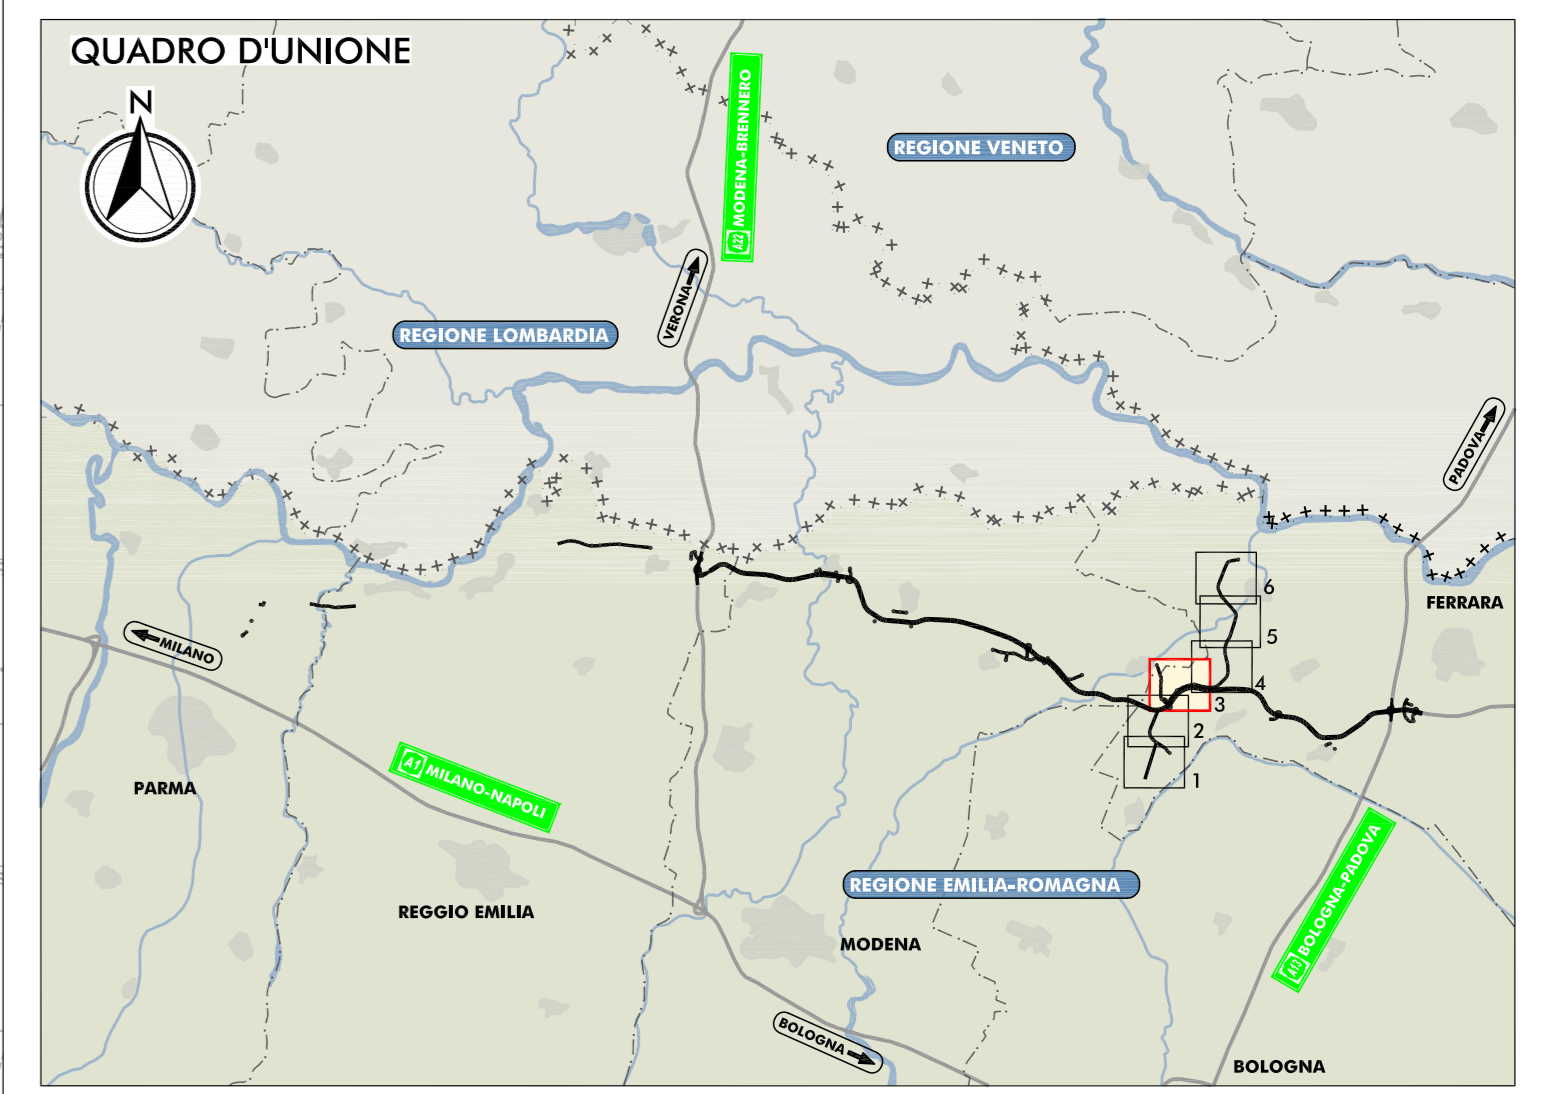 QUADRO D'UNIONE
N
A22 MODENA-BRENNERO
REGIONE VENETO
VERONA
REGIONE LOMBARDIA
PADOVA
6
FERRARA
5
MILANO
4
3
2
1
PARMA
A1 MILANO-NAPOLI
A13 BOLOGNA-PADOVA
REGIONE EMILIA-ROMAGNA
REGGIO EMILIA
MODENA
BOLOGNA
BOLOGNA